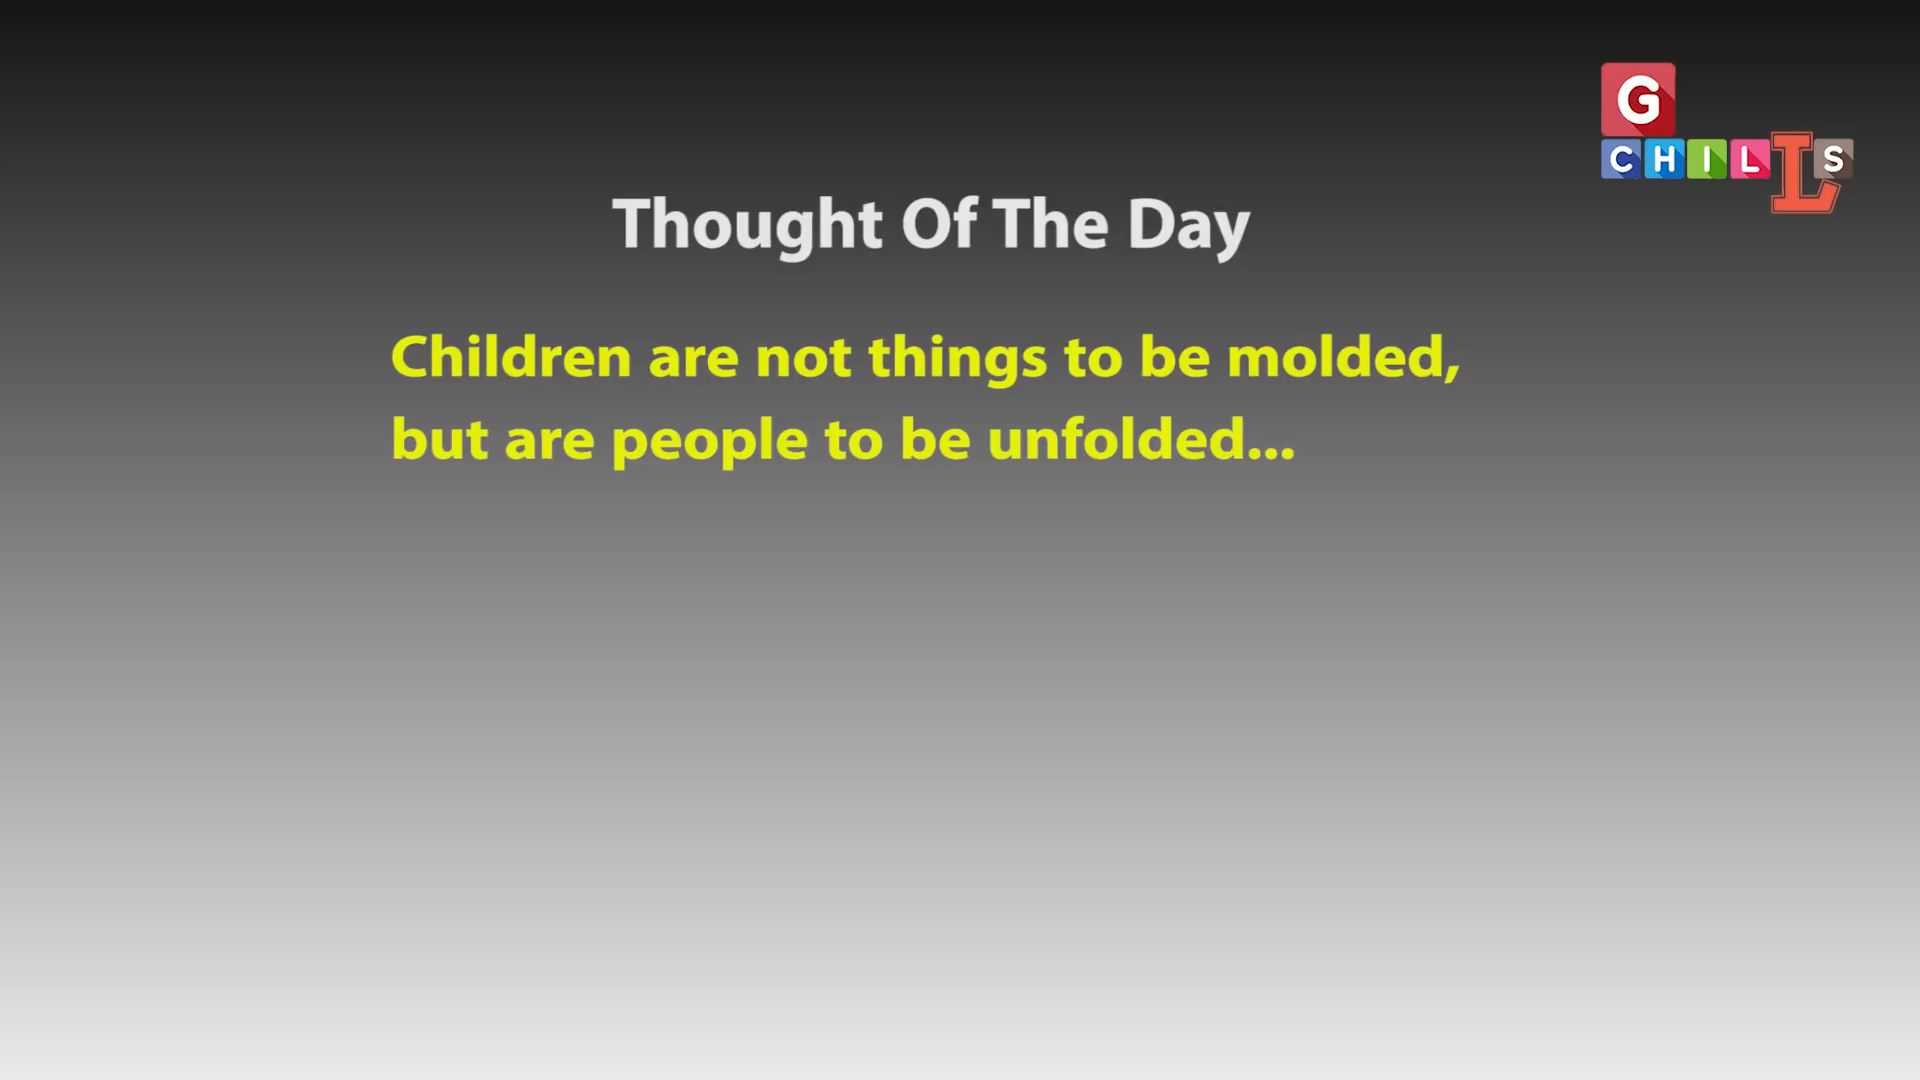 G
CHILLS
Thought Of The Day
Children are not things to be molded,
but are people to be unfolded...